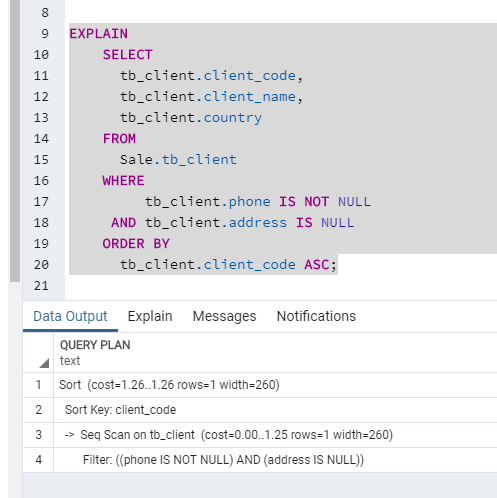 8
9 EXPLAIN
10 SELECT
11 tb_client.client_code,
12 tb_client.client_name,
13 tb_client.country
14 FROM
15 Sale.tb_client
16 WHERE
17 tb_client.phone IS NOT NULL
18 AND tb_client.address IS NULL
19 ORDER BY
20 tb_client.client_code ASC;
21
Data Output Explain Messages Notifications
QUERY PLAN
text
1 Sort (cost=1.26..1.26 rows=1 width=260)
2 Sort Key: client_code
3 -> Seq Scan on tb_client (cost=0.00..1.25 rows=1 width=260)
4 Filter: ((phone IS NOT NULL) AND (address IS NULL))